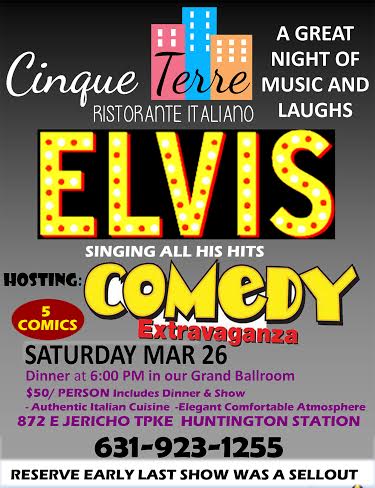 Cinque Terre
RISTORANTE ITALIANO
A GREAT
NIGHT OF
MUSIC AND
LAUGHS
ELVIS
SINGING ALL HIS HITS
HOSTING:
COMEDY
Extravaganza
5
COMICS
SATURDAY MAR 26
Dinner at 6:00 PM in our Grand Ballroom
$50/ PERSON Includes Dinner & Show
- Authentic Italian Cuisine -Elegant Comfortable Atmosphere
872 E JERICHO TPKE HUNTINGTON STATION
631-923-1255
RESERVE EARLY LAST SHOW WAS A SELLOUT